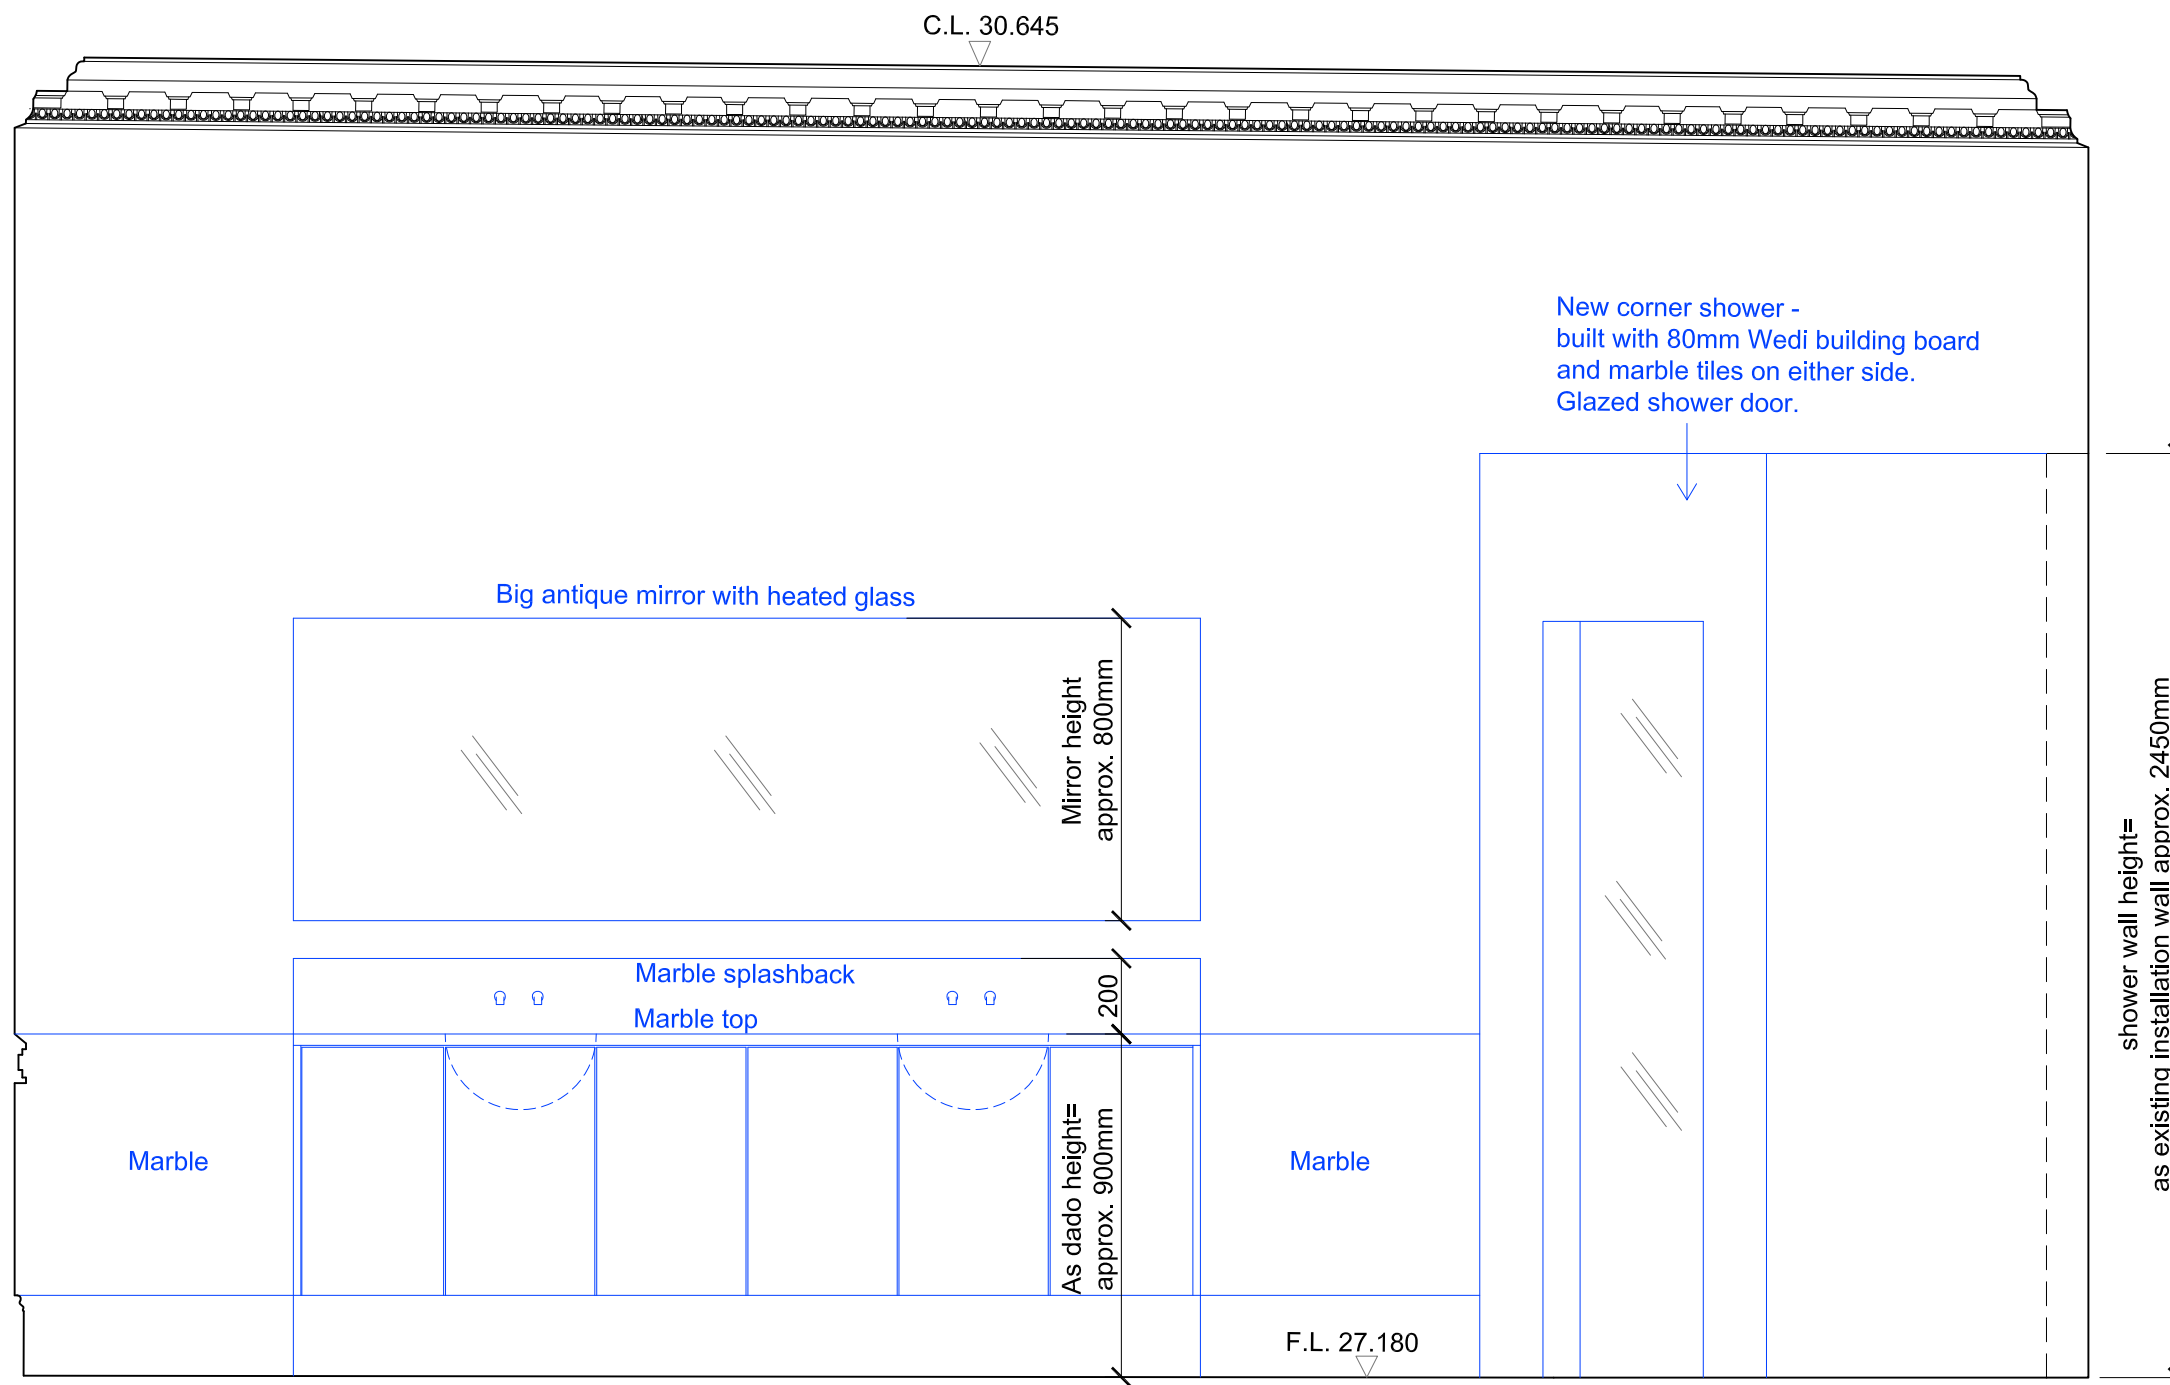 C.L. 30.645
New corner shower -
built with 80mm Wedi building board
and marble tiles on either side.
Glazed shower door.
Big antique mirror with heated glass
Mirror height
approx. 800mm
Marble splashback
200
Marble top
Marble
As dado height=
approx. 900mm
Marble
F.L. 27.180
shower wall height=
as existing installation wall approx. 2450mm